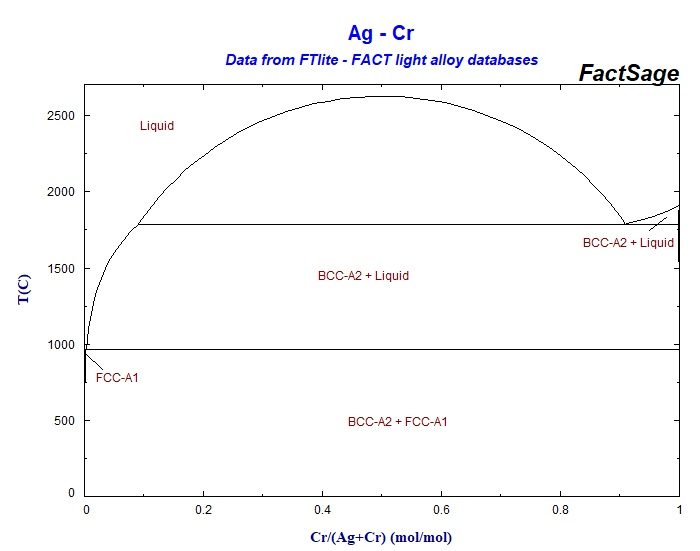 Ag - Cr
Data from FTlite - FACT light alloy databases
FactSage
2500
Liquid
2000
BCC-A2 + Liquid
1500
BCC-A2 + Liquid
T(C)
1000
FCC-A1
500
BCC-A2 + FCC-A1
0
0 0.2 0.4 0.6 0.8 1
Cr/(Ag+Cr) (mol/mol)